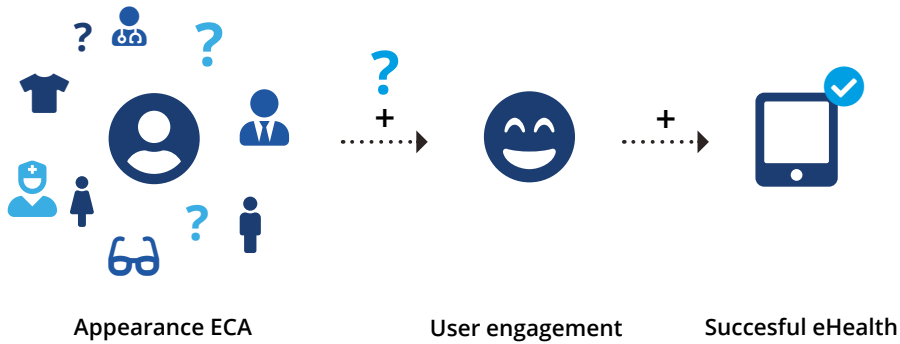 ?
?
?
+
+
?
Appearance ECA
User engagement
Succesful eHealth